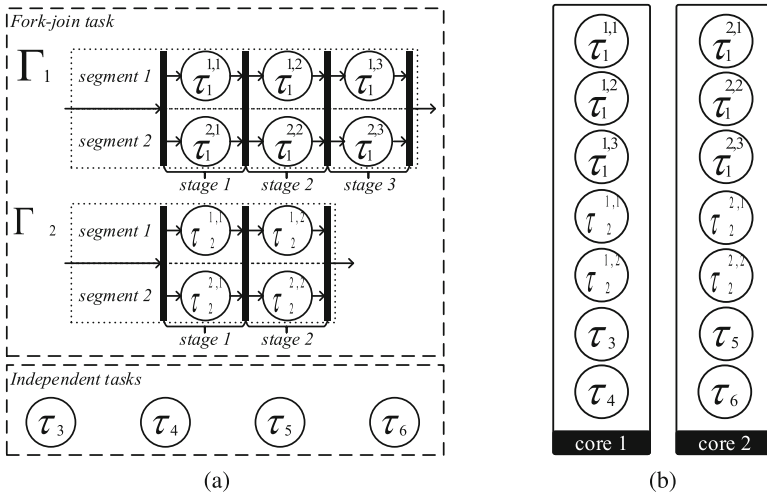 Fork-join task
Γ₁
segment 1 τ₁^{1,1} τ₁^{1,2} τ₁^{1,3}
segment 2 τ₁^{2,1} τ₁^{2,2} τ₁^{2,3}
stage 1 stage 2 stage 3
Γ₂
segment 1 τ₂^{1,1} τ₂^{1,2}
segment 2 τ₂^{2,1} τ₂^{2,2}
stage 1 stage 2
Independent tasks
τ₃ τ₄ τ₅ τ₆
(a)
τ₁^{1,1}
τ₁^{1,2}
τ₁^{1,3}
τ₂^{1,1}
τ₂^{1,2}
τ₃
τ₄
core 1
τ₁^{2,1}
τ₁^{2,2}
τ₁^{2,3}
τ₂^{2,1}
τ₂^{2,2}
τ₅
τ₆
core 2
(b)